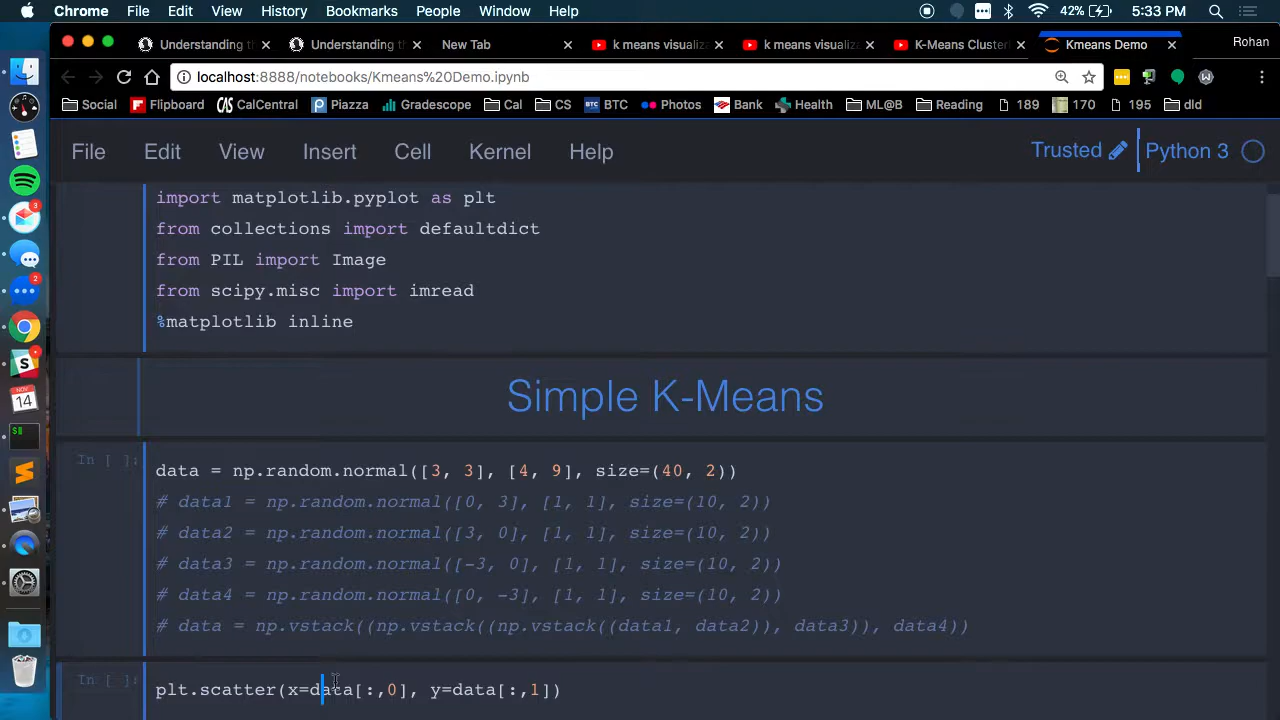 Chrome File Edit View History Bookmarks People Window Help 42% 5:33 PM
Understanding th New Tab k means visualiz K-Means Cluster Kmeans Demo Rohan
Understanding th k means visualiz
localhost:8888/notebooks/Kmeans%20Demo.ipynb
Social Flipboard CalCentral Piazza Gradescope Cal CS BTC Photos Bank Health ML@B Reading 189 170 195 dld
File Edit View Insert Cell Kernel Help Trusted Python 3
import matplotlib.pyplot as plt
from collections import defaultdict
from PIL import Image
from scipy.misc import imread
%matplotlib inline
Simple K-Means
In [ ]: data = np.random.normal([3, 3], [4, 9], size=(40, 2))
# data1 = np.random.normal([0, 3], [1, 1], size=(10, 2))
# data2 = np.random.normal([3, 0], [1, 1], size=(10, 2))
# data3 = np.random.normal([-3, 0], [1, 1], size=(10, 2))
# data4 = np.random.normal([0, -3], [1, 1], size=(10, 2))
# data = np.vstack((np.vstack((np.vstack((data1, data2)), data3)), data4))
In [ ]: plt.scatter(x=data[:,0], y=data[:,1])
NOV
14